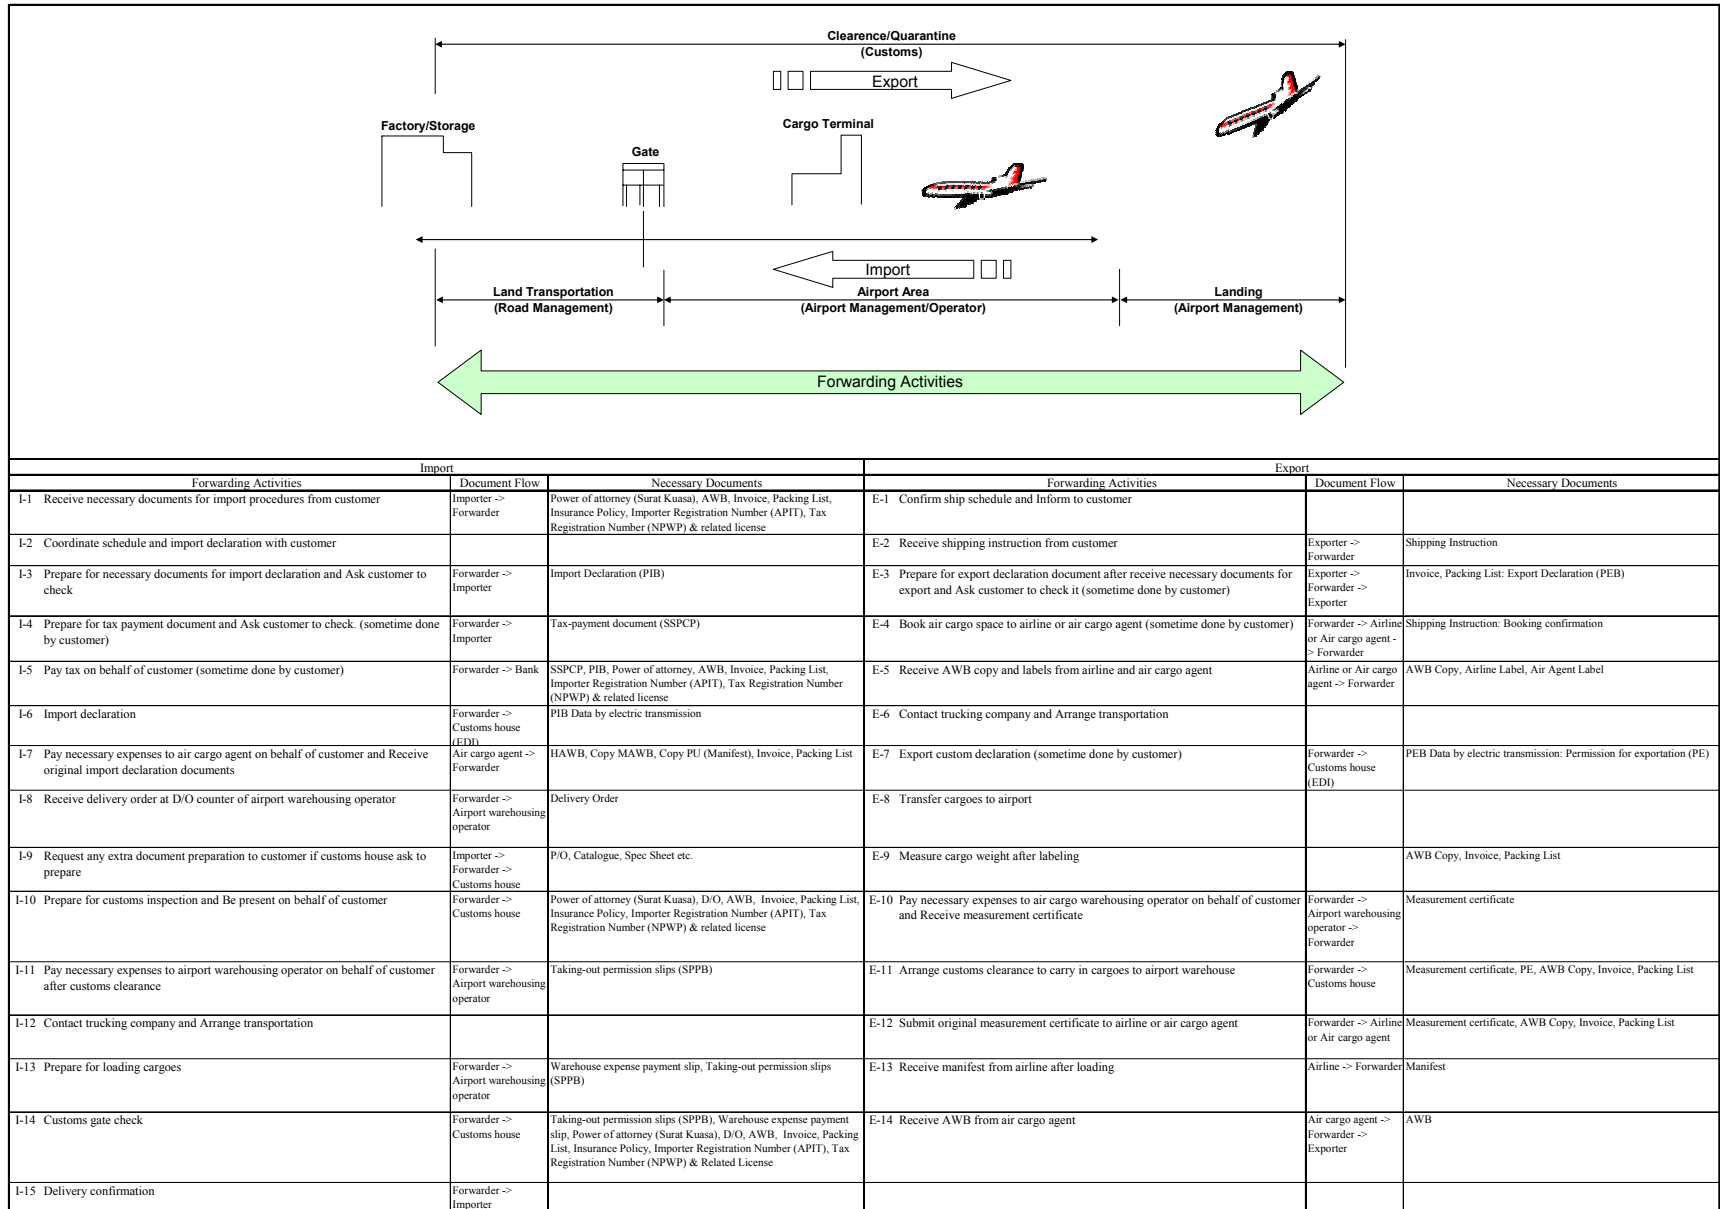 Clearence/Quarantine
(Customs)
Export
Factory/Storage
Cargo Terminal
Gate
Import
Land Transportation
(Road Management)
Airport Area
(Airport Management/Operator)
Landing
(Airport Management)
Forwarding Activities
Import
Export
Forwarding Activities
Document Flow
Necessary Documents
Forwarding Activities
Document Flow
Necessary Documents
I-1 Receive necessary documents for import procedures from customer
Importer ->
Forwarder
Power of attorney (Surat Kuasa), AWB, Invoice, Packing List,
Insurance Policy, Importer Registration Number (APIT), Tax
Registration Number (NPWP) & related license
E-1 Confirm ship schedule and Inform to customer
I-2 Coordinate schedule and import declaration with customer
E-2 Receive shipping instruction from customer
Exporter ->
Forwarder
Shipping Instruction
I-3 Prepare for necessary documents for import declaration and Ask customer to
check
Forwarder ->
Importer
Import Declaration (PIB)
E-3 Prepare for export declaration document after receive necessary documents for
export and Ask customer to check it (sometime done by customer)
Exporter ->
Forwarder ->
Exporter
Invoice, Packing List: Export Declaration (PEB)
I-4 Prepare for tax payment document and Ask customer to check. (sometime done
by customer)
Forwarder ->
Importer
Tax-payment document (SSPCP)
E-4 Book air cargo space to airline or air cargo agent (sometime done by customer)
Forwarder -> Airline
or Air cargo agent -
> Forwarder
Shipping Instruction: Booking confirmation
I-5 Pay tax on behalf of customer (sometime done by customer)
Forwarder -> Bank
SSPCP, PIB, Power of attorney, AWB, Invoice, Packing List,
Importer Registration Number (APIT), Tax Registration Number
(NPWP) & related license
E-5 Receive AWB copy and labels from airline and air cargo agent
Airline or Air cargo
agent -> Forwarder
AWB Copy, Airline Label, Air Agent Label
I-6 Import declaration
Forwarder ->
Customs house
(EDI)
PIB Data by electric transmission
E-6 Contact trucking company and Arrange transportation
I-7 Pay necessary expenses to air cargo agent on behalf of customer and Receive
original import declaration documents
Air cargo agent ->
Forwarder
HAWB, Copy MAWB, Copy PU (Manifest), Invoice, Packing List
E-7 Export custom declaration (sometime done by customer)
Forwarder ->
Customs house
(EDI)
PEB Data by electric transmission: Permission for exportation (PE)
I-8 Receive delivery order at D/O counter of airport warehousing operator
Forwarder ->
Airport warehousing
operator
Delivery Order
E-8 Transfer cargoes to airport
I-9 Request any extra document preparation to customer if customs house ask to
prepare
Importer ->
Forwarder ->
Customs house
P/O, Catalogue, Spec Sheet etc.
E-9 Measure cargo weight after labeling
AWB Copy, Invoice, Packing List
I-10 Prepare for customs inspection and Be present on behalf of customer
Forwarder ->
Customs house
Power of attorney (Surat Kuasa), D/O, AWB, Invoice, Packing List,
Insurance Policy, Importer Registration Number (APIT), Tax
Registration Number (NPWP) & related license
E-10 Pay necessary expenses to air cargo warehousing operator on behalf of customer
and Receive measurement certificate
Forwarder ->
Airport warehousing
operator ->
Forwarder
Measurement certificate
I-11 Pay necessary expenses to airport warehousing operator on behalf of customer
after customs clearance
Forwarder ->
Airport warehousing
operator
Taking-out permission slips (SPPB)
E-11 Arrange customs clearance to carry in cargoes to airport warehouse
Forwarder ->
Customs house
Measurement certificate, PE, AWB Copy, Invoice, Packing List
I-12 Contact trucking company and Arrange transportation
E-12 Submit original measurement certificate to airline or air cargo agent
Forwarder -> Airline
or Air cargo agent
Measurement certificate, AWB Copy, Invoice, Packing List
I-13 Prepare for loading cargoes
Forwarder ->
Airport warehousing
operator
Warehouse expense payment slip, Taking-out permission slips
(SPPB)
E-13 Receive manifest from airline after loading
Airline -> Forwarder
Manifest
I-14 Customs gate check
Forwarder ->
Customs house
Taking-out permission slips (SPPB), Warehouse expense payment
slip, Power of attorney (Surat Kuasa), D/O, AWB, Invoice, Packing
List, Insurance Policy, Importer Registration Number (APIT), Tax
Registration Number (NPWP) & Related License
E-14 Receive AWB from air cargo agent
Air cargo agent ->
Forwarder ->
Exporter
AWB
I-15 Delivery confirmation
Forwarder ->
Importer